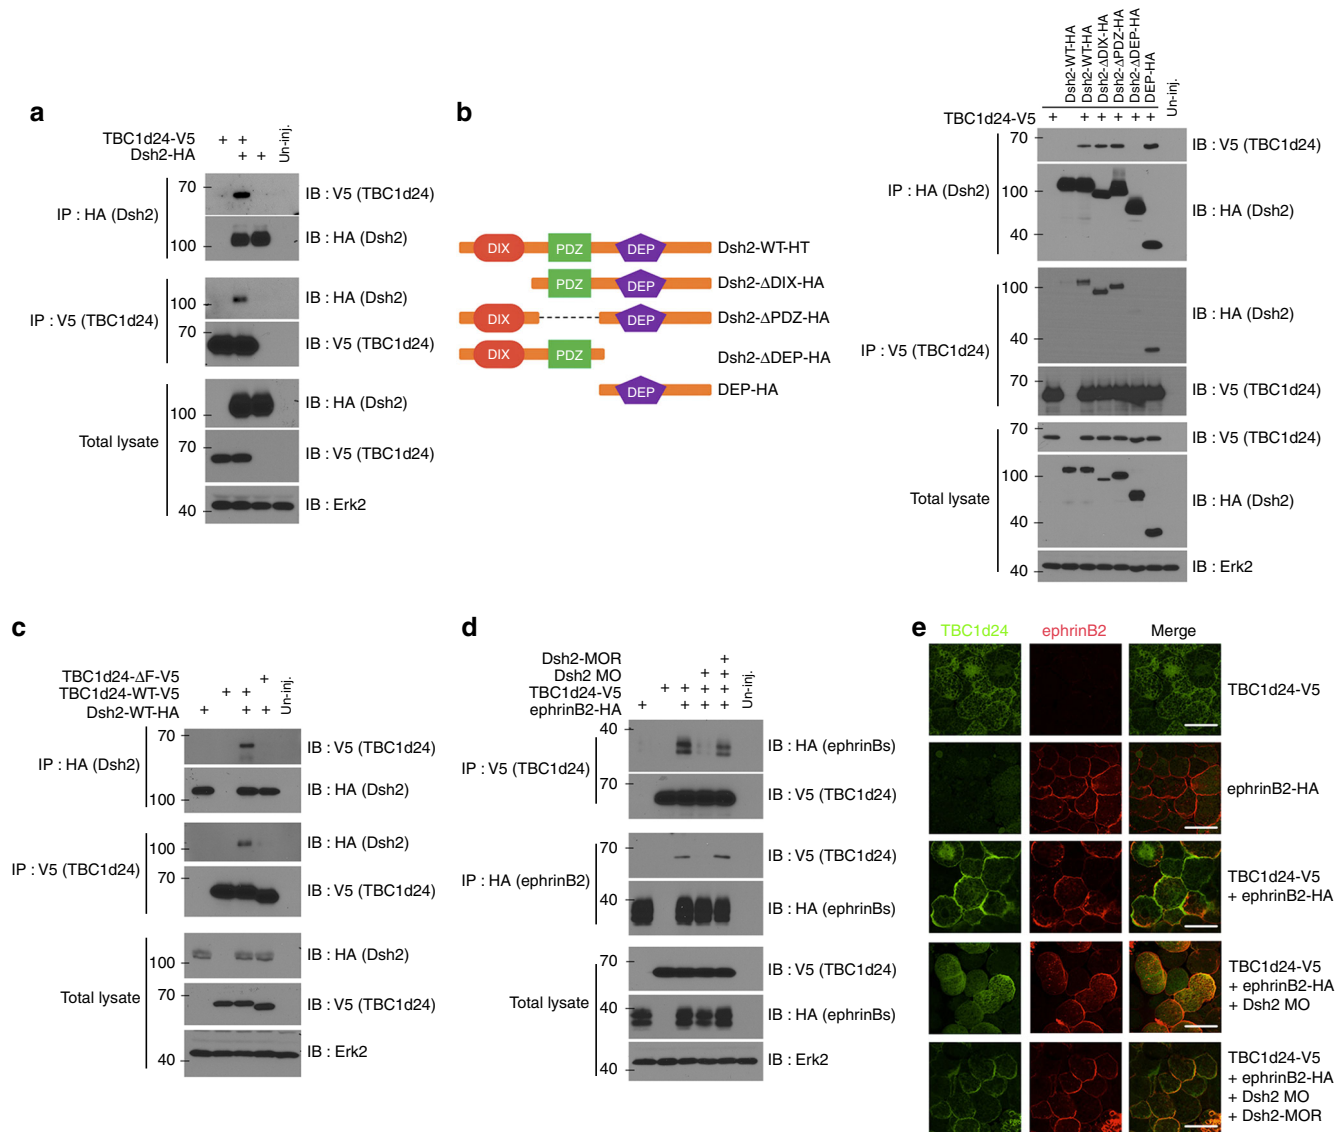 a
TBC1d24-V5 + +
Dsh2-HA + +
Un-inj.
IP : HA (Dsh2)
70
IB : V5 (TBC1d24)
100
IB : HA (Dsh2)
IP : V5 (TBC1d24)
100
IB : HA (Dsh2)
70
IB : V5 (TBC1d24)
Total lysate
100
IB : HA (Dsh2)
70
IB : V5 (TBC1d24)
40
IB : Erk2
b
DIX PDZ DEP Dsh2-WT-HT
PDZ DEP Dsh2-ΔDIX-HA
DIX DEP Dsh2-ΔPDZ-HA
DIX PDZ Dsh2-ΔDEP-HA
DEP DEP-HA
Dsh2-WT-HA
Dsh2-WT-HA
Dsh2-ΔDIX-HA
Dsh2-ΔPDZ-HA
Dsh2-ΔDEP-HA
DEP-HA
Un-inj.
TBC1d24-V5 + + + + + +
IP : HA (Dsh2)
70
IB : V5 (TBC1d24)
100
IB : HA (Dsh2)
40
IP : V5 (TBC1d24)
100
IB : HA (Dsh2)
40
70
IB : V5 (TBC1d24)
Total lysate
70
IB : V5 (TBC1d24)
100
IB : HA (Dsh2)
40
40
IB : Erk2
c
TBC1d24-ΔF-V5 +
TBC1d24-WT-V5 + +
Dsh2-WT-HA + + +
Un-inj.
IP : HA (Dsh2)
70
IB : V5 (TBC1d24)
100
IB : HA (Dsh2)
IP : V5 (TBC1d24)
100
IB : HA (Dsh2)
70
IB : V5 (TBC1d24)
Total lysate
100
IB : HA (Dsh2)
70
IB : V5 (TBC1d24)
40
IB : Erk2
d
Dsh2-MOR +
Dsh2 MO + +
TBC1d24-V5 + + + +
ephrinB2-HA + + + +
Un-inj.
IP : V5 (TBC1d24)
40
IB : HA (ephrinBs)
70
IB : V5 (TBC1d24)
IP : HA (ephrinB2)
70
IB : V5 (TBC1d24)
40
IB : HA (ephrinBs)
Total lysate
70
IB : V5 (TBC1d24)
40
IB : HA (ephrinBs)
40
IB : Erk2
e
TBC1d24 ephrinB2 Merge
TBC1d24-V5
ephrinB2-HA
TBC1d24-V5
+ ephrinB2-HA
TBC1d24-V5
+ ephrinB2-HA
+ Dsh2 MO
TBC1d24-V5
+ ephrinB2-HA
+ Dsh2 MO
+ Dsh2-MOR